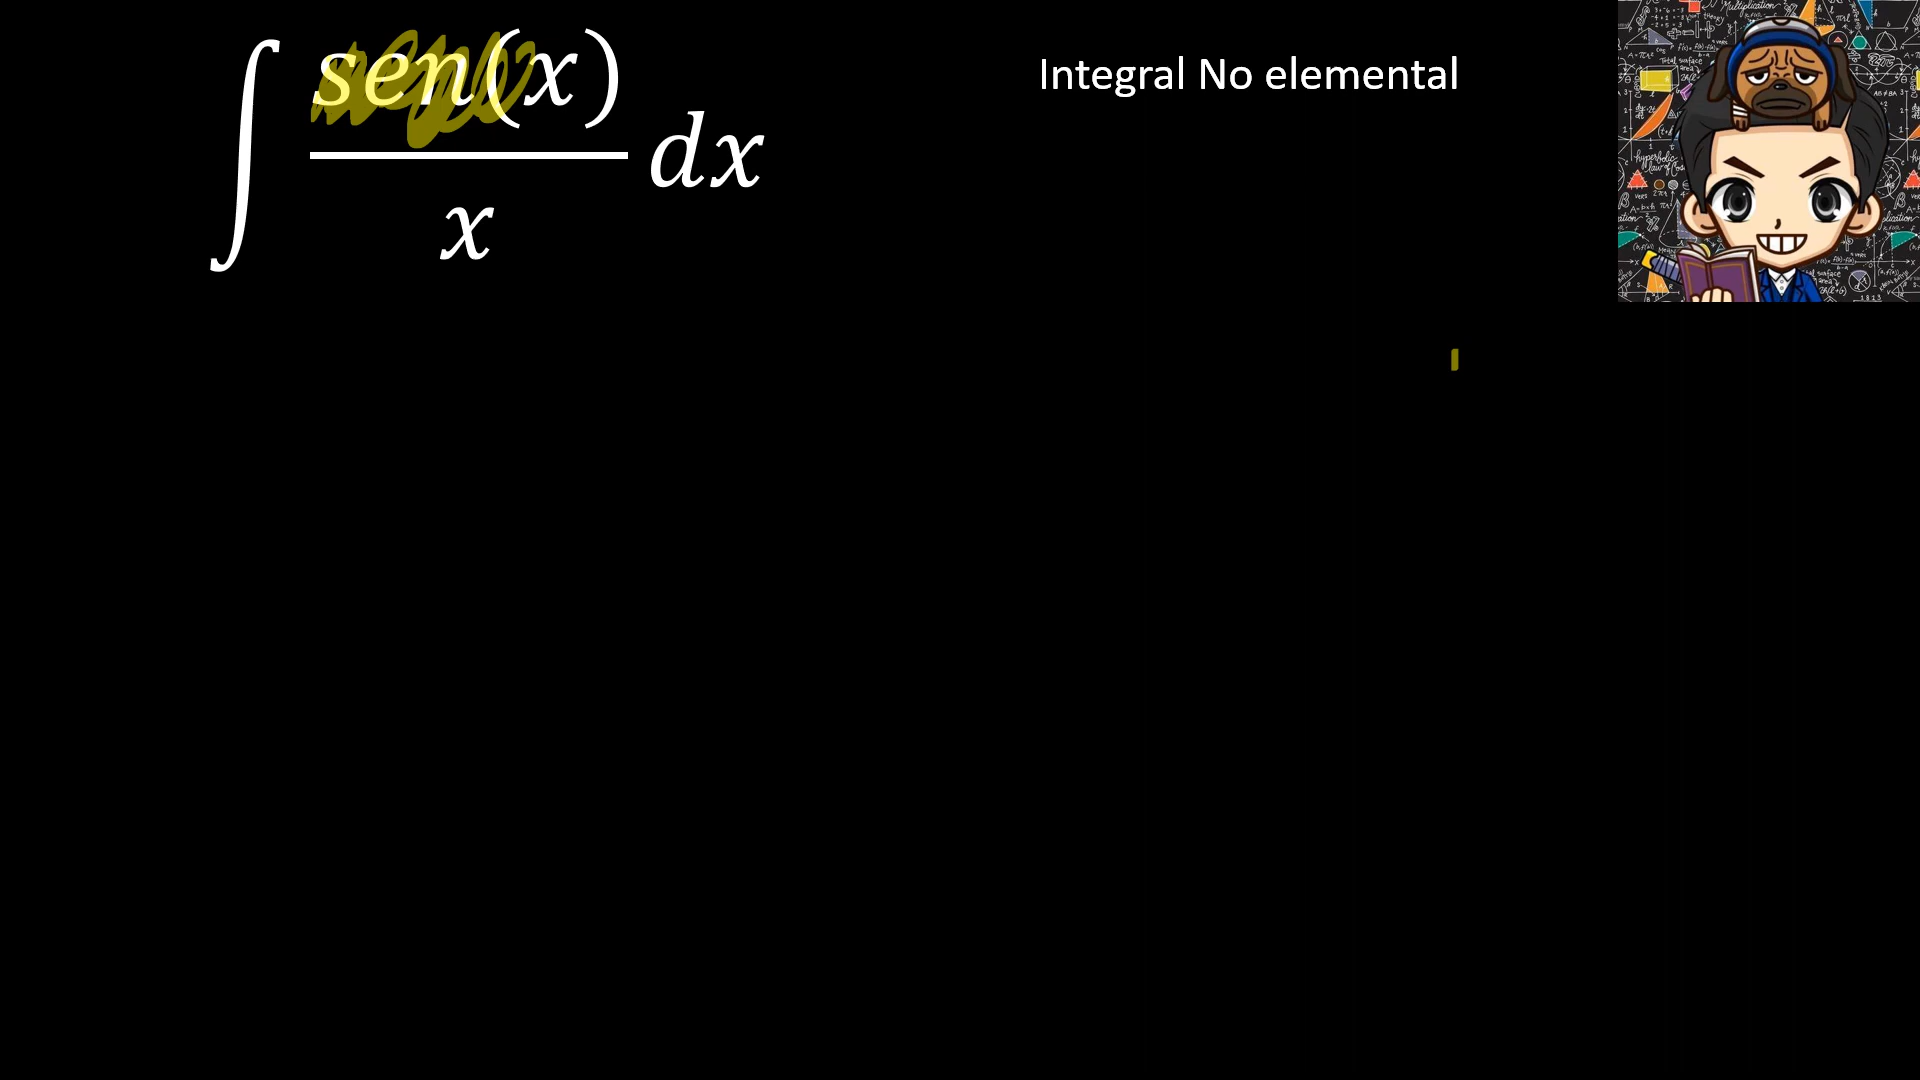 ∫ sen(x)/x dx
Integral No elemental